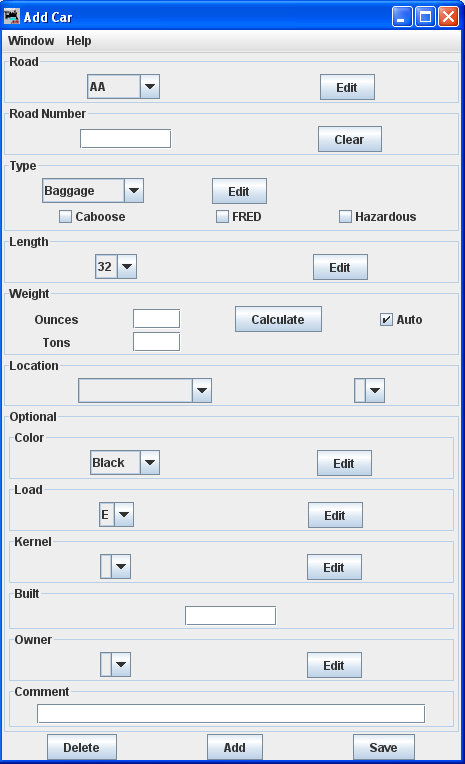 Add Car
Window Help
Road
AA Edit
Road Number
Clear
Type
Baggage Edit
Caboose FRED Hazardous
Length
32 Edit
Weight
Ounces Calculate Auto
Tons
Location
Optional
Color
Black Edit
Load
E Edit
Kernel
Edit
Built
Owner
Edit
Comment
Delete Add Save